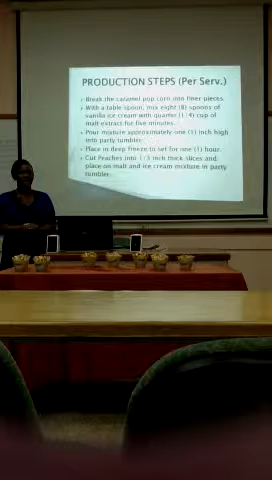 PRODUCTION STEPS (Per Serv.)
Break the caramel pop corn into finer pieces.
With a table spoon, mix eight (8) spoons of
vanilla ice cream with quarter (1/4) cup of
malt extract for five minutes.
Pour mixture approximately one (1) inch high
into party tumbler.
Place in deep freeze to set for one (1) hour.
Cut Peaches into 1/3 inch thick slices and
place on malt and ice cream mixture in party
tumbler.